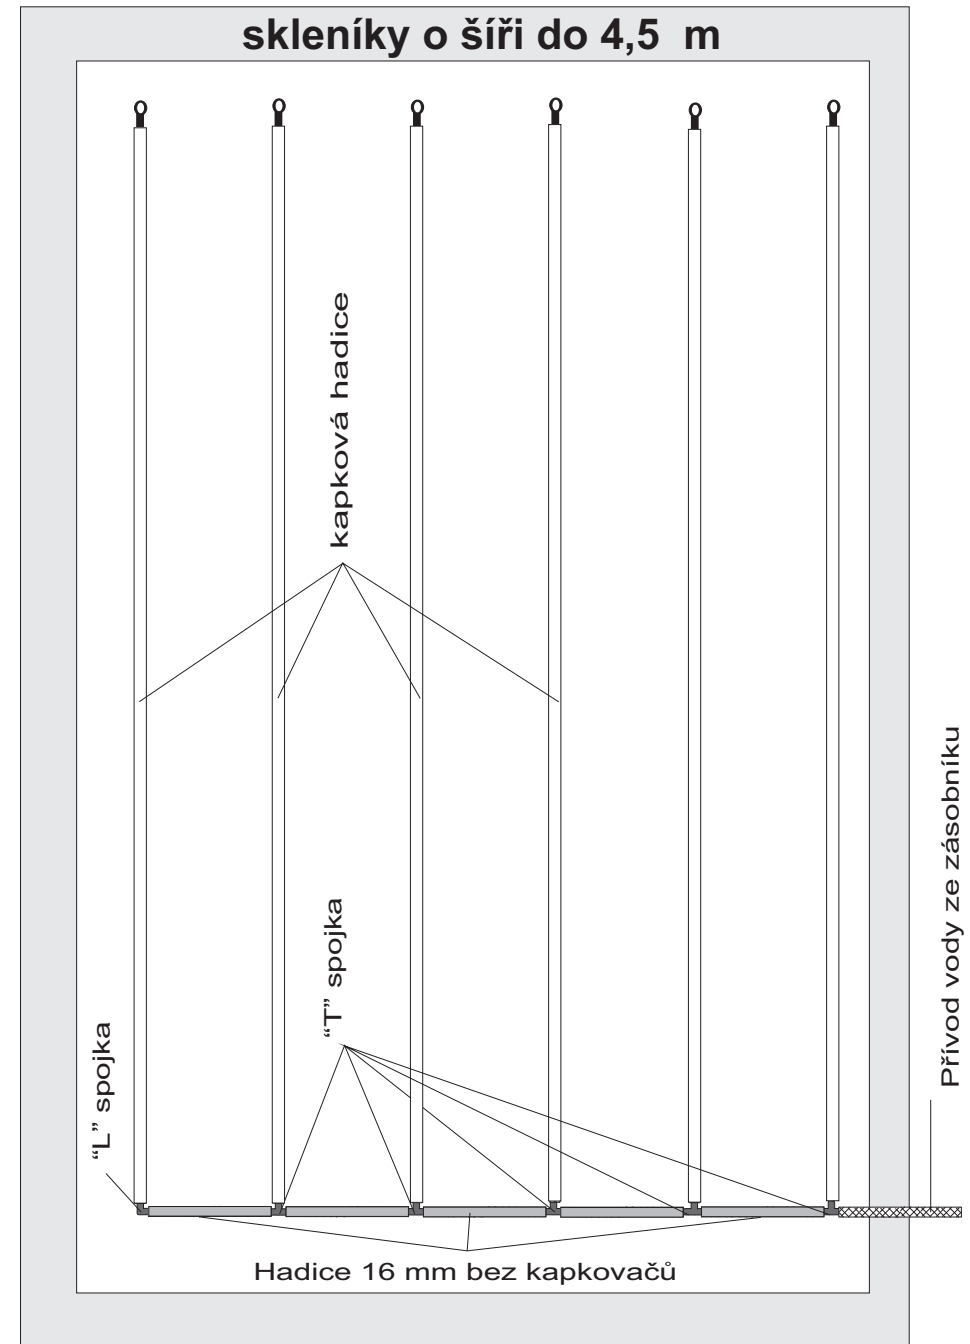 skleníky o šíři do 4,5 m
kapková hadice
“T” spojka
“L” spojka
Přívod vody ze zásobníku
Hadice 16 mm bez kapkovačů